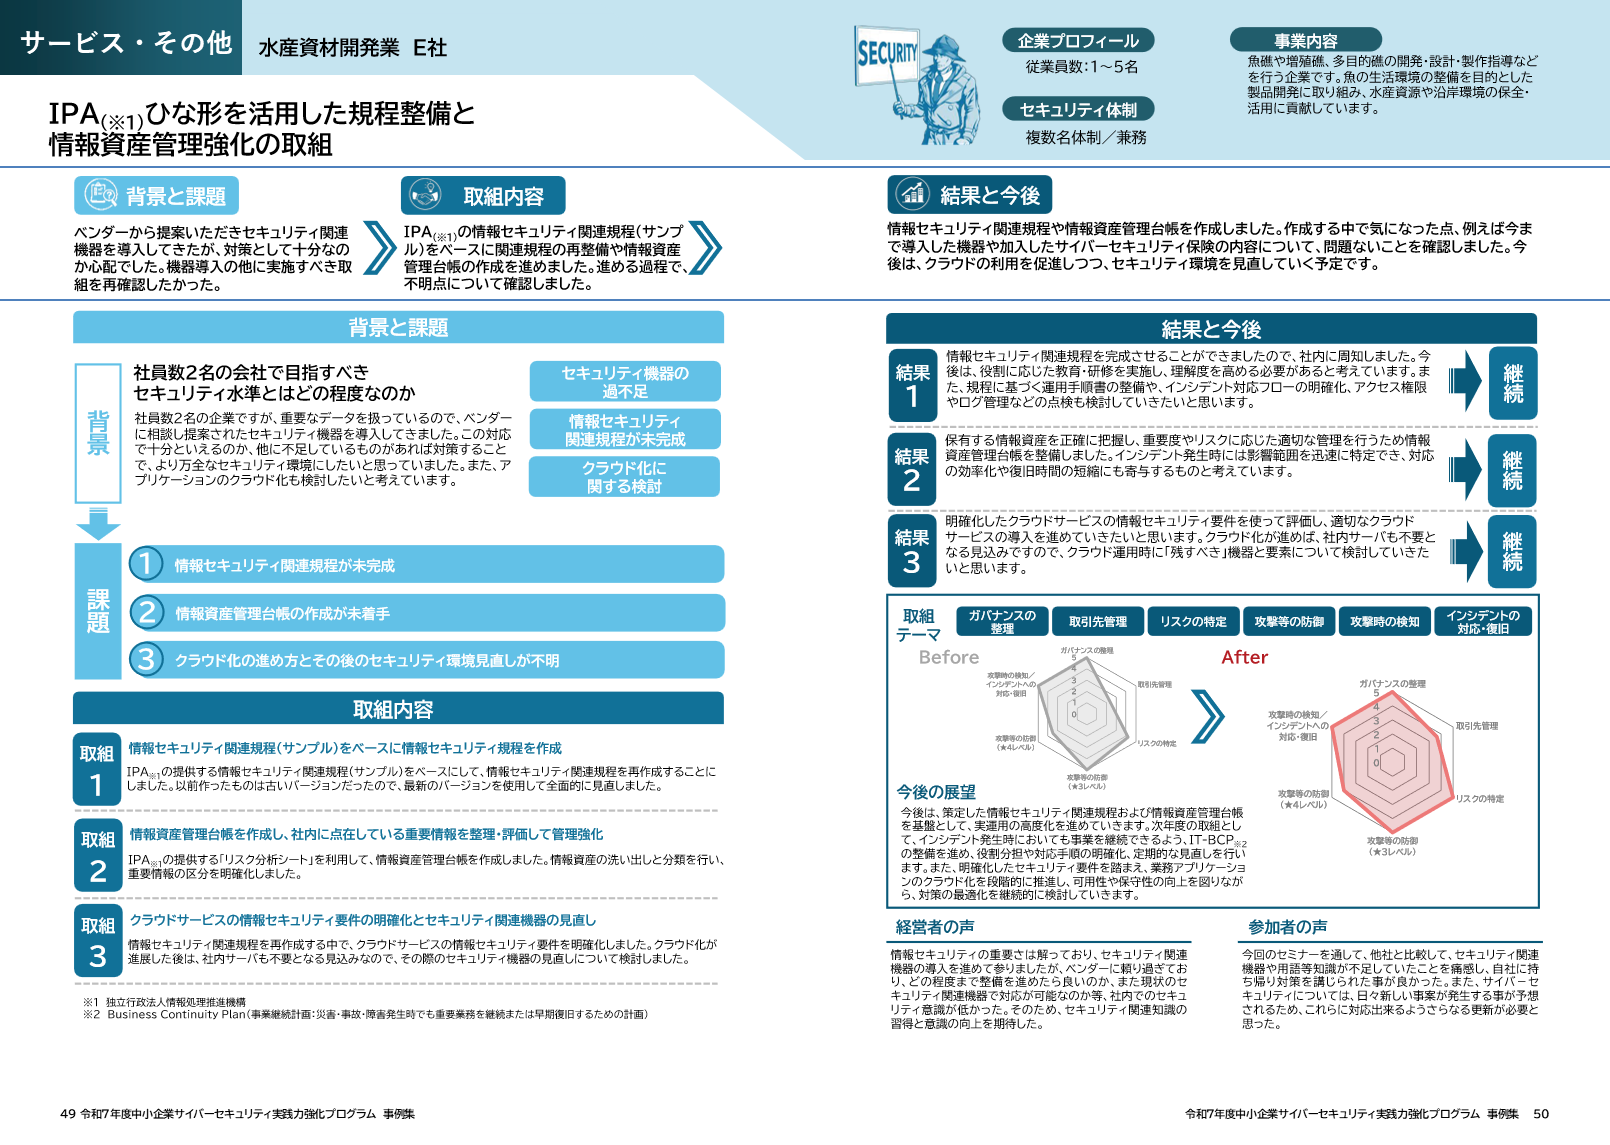 サービス・その他
水産資材開発業 E社
IPA(※1)ひな形を活用した規程整備と
情報資産管理強化の取組
SECURITY
企業プロフィール
従業員数:1～5名
セキュリティ体制
複数名体制／兼務
事業内容
魚礁や増殖礁、多目的礁の開発・設計・製作指導など
を行う企業です。魚の生活環境の整備を目的とした
製品開発に取り組み、水産資源や沿岸環境の保全・
活用に貢献しています。
背景と課題
ベンダーから提案いただきセキュリティ関連
機器を導入してきたが、対策として十分なの
か心配でした。機器導入の他に実施すべき取
組を再確認したかった。
取組内容
IPA(※1)の情報セキュリティ関連規程(サンプ
ル)をベースに関連規程の再整備や情報資産
管理台帳の作成を進めました。進める過程で、
不明点について確認しました。
結果と今後
情報セキュリティ関連規程や情報資産管理台帳を作成しました。作成する中で気になった点、例えば今ま
で導入した機器や加入したサイバーセキュリティ保険の内容について、問題ないことを確認しました。今
後は、クラウドの利用を促進しつつ、セキュリティ環境を見直していく予定です。
背景と課題
背景
社員数2名の会社で目指すべき
セキュリティ水準とはどの程度なのか
社員数2名の企業ですが、重要なデータを扱っているので、ベンダー
に相談し提案されたセキュリティ機器を導入してきました。この対応
で十分といえるのか、他に不足しているものがあれば対策すること
で、より万全なセキュリティ環境にしたいと思っていました。また、ア
プリケーションのクラウド化も検討したいと考えています。
セキュリティ機器の
過不足
情報セキュリティ
関連規程が未完成
クラウド化に
関する検討
課題
1 情報セキュリティ関連規程が未完成
2 情報資産管理台帳の作成が未着手
3 クラウド化の進め方とその後のセキュリティ環境見直しが不明
取組内容
取組
1
情報セキュリティ関連規程(サンプル)をベースに情報セキュリティ規程を作成
IPA※1の提供する情報セキュリティ関連規程(サンプル)をベースにして、情報セキュリティ関連規程を再作成することに
しました。以前作ったものは古いバージョンだったので、最新のバージョンを使用して全面的に見直しました。
取組
2
情報資産管理台帳を作成し、社内に点在している重要情報を整理・評価して管理強化
IPA※1の提供する「リスク分析シート」を利用して、情報資産管理台帳を作成しました。情報資産の洗い出しと分類を行い、
重要情報の区分を明確化しました。
取組
3
クラウドサービスの情報セキュリティ要件の明確化とセキュリティ関連機器の見直し
情報セキュリティ関連規程を再作成する中で、クラウドサービスの情報セキュリティ要件を明確化しました。クラウド化が
進展した後は、社内サーバも不要となる見込みなので、その際のセキュリティ機器の見直しについて検討しました。
※1 独立行政法人情報処理推進機構
※2 Business Continuity Plan(事業継続計画:災害・事故・障害発生時でも重要業務を継続または早期復旧するための計画)
結果と今後
結果
1
情報セキュリティ関連規程を完成させることができましたので、社内に周知しました。今
後は、役割に応じた教育・研修を実施し、理解度を高める必要があると考えています。ま
た、規程に基づく運用手順書の整備や、インシデント対応フローの明確化、アクセス権限
やログ管理などの点検も検討していきたいと思います。
継続
結果
2
保有する情報資産を正確に把握し、重要度やリスクに応じた適切な管理を行うため情報
資産管理台帳を整備しました。インシデント発生時には影響範囲を迅速に特定でき、対応
の効率化や復旧時間の短縮にも寄与するものと考えています。
継続
結果
3
明確化したクラウドサービスの情報セキュリティ要件を使って評価し、適切なクラウド
サービスの導入を進めていきたいと思います。クラウド化が進めば、社内サーバも不要と
なる見込みですので、クラウド運用時に「残すべき」機器と要素について検討していきた
いと思います。
継続
取組
テーマ
ガバナンスの
整理
取引先管理
リスクの特定
攻撃等の防御
攻撃時の検知
インシデントの
対応・復旧
Before
ガバナンスの整理
5
4
3
2
1
0
攻撃時の検知／
インシデントへの
対応・復旧
取引先管理
攻撃等の防御
(★4レベル)
リスクの特定
攻撃等の防御
(★3レベル)
After
ガバナンスの整理
5
4
3
2
1
0
攻撃時の検知／
インシデントへの
対応・復旧
取引先管理
攻撃等の防御
(★4レベル)
リスクの特定
攻撃等の防御
(★3レベル)
今後の展望
今後は、策定した情報セキュリティ関連規程および情報資産管理台帳
を基盤として、実運用の高度化を進めていきます。次年度の取組とし
て、インシデント発生時においても事業を継続できるよう、IT-BCP※2
の整備を進め、役割分担や対応手順の明確化、定期的な見直しを行い
ます。また、明確化したセキュリティ要件を踏まえ、業務アプリケーショ
ンのクラウド化を段階的に推進し、可用性や保守性の向上を図りなが
ら、対策の最適化を継続的に検討していきます。
経営者の声
情報セキュリティの重要さは解っており、セキュリティ関連
機器の導入を進めて参りましたが、ベンダーに頼り過ぎてお
り、どの程度まで整備を進めたら良いのか、また現状のセ
キュリティ関連機器で対応が可能なのか等、社内でのセキュ
リティ意識が低かった。そのため、セキュリティ関連知識の
習得と意識の向上を期待した。
参加者の声
今回のセミナーを通して、他社と比較して、セキュリティ関連
機器や用語等知識が不足していたことを痛感し、自社に持
ち帰り対策を講じられた事が良かった。また、サイバーセ
キュリティについては、日々新しい事案が発生する事が予想
されるため、これらに対応出来るようさらなる更新が必要と
思った。
49 令和7年度中小企業サイバーセキュリティ実践力強化プログラム 事例集
令和7年度中小企業サイバーセキュリティ実践力強化プログラム 事例集 50